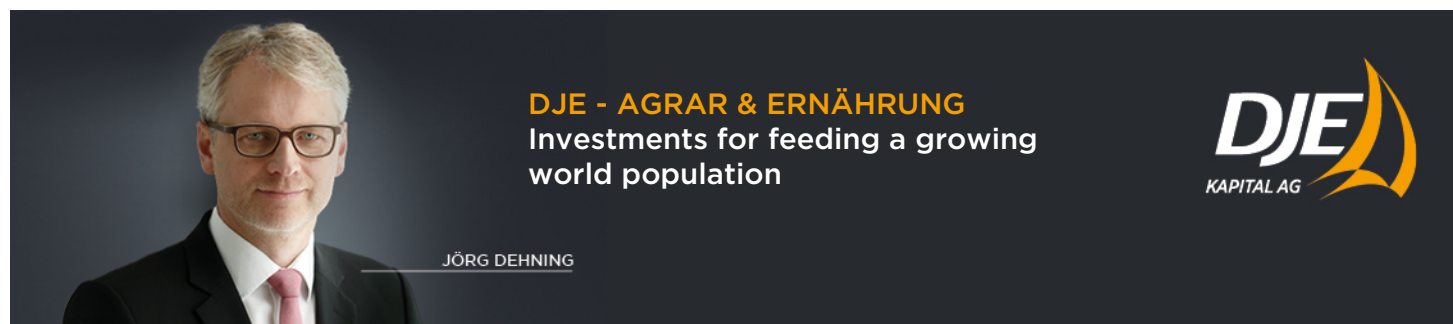 DJE - AGRAR & ERNÄHRUNG
Investments for feeding a growing
world population
DJE
KAPITAL AG
JÖRG DEHNING